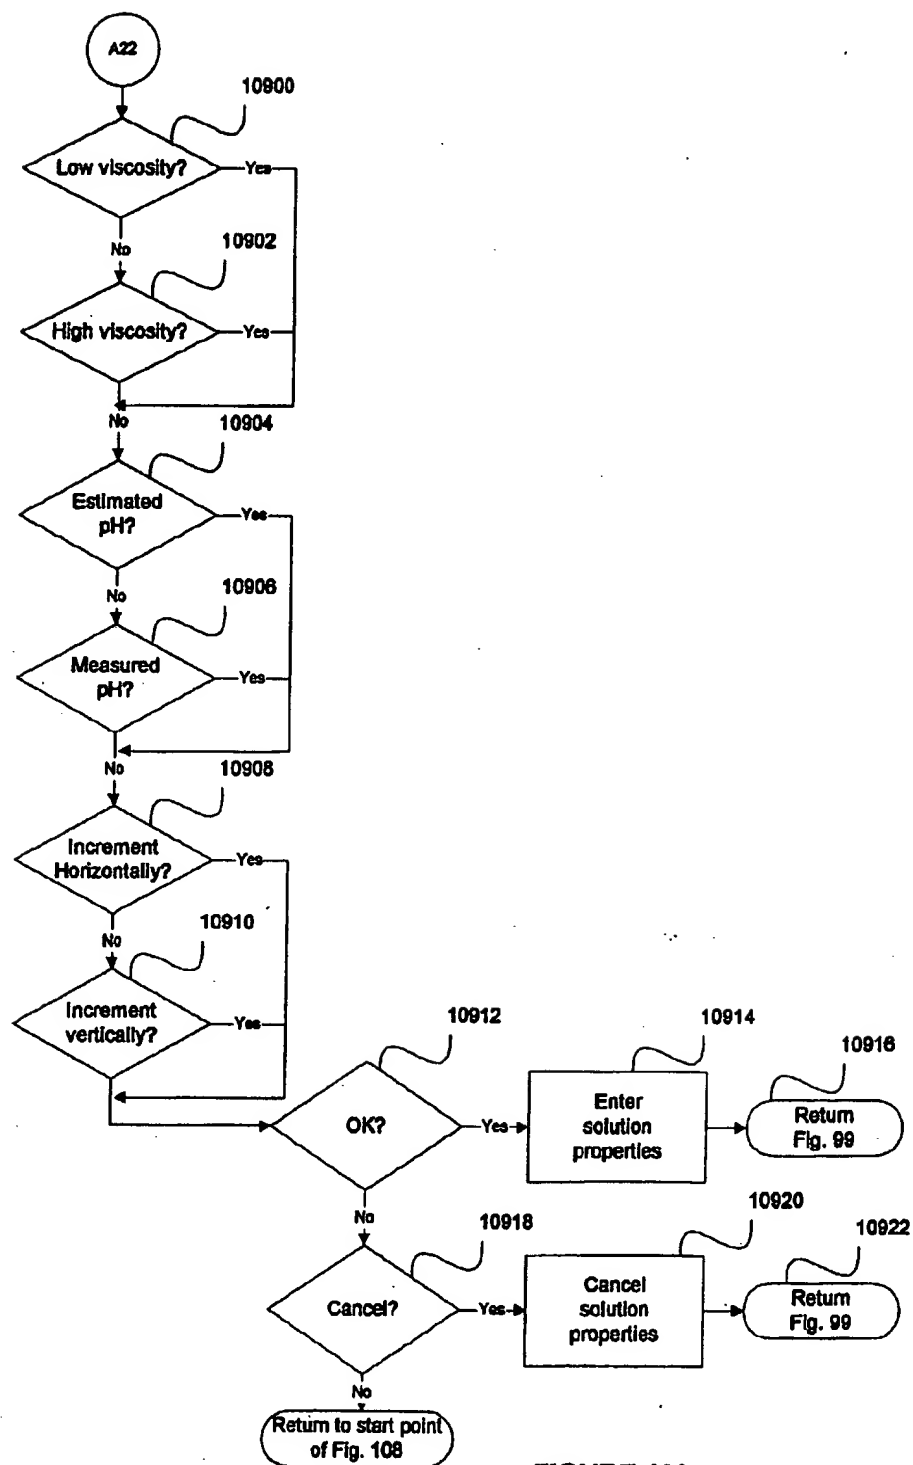 A22
10900
Low viscosity?
Yes
No
10902
High viscosity?
Yes
No
10904
Estimated
pH?
Yes
No
10906
Measured
pH?
Yes
No
10908
Increment
Horizontally?
Yes
No
10910
Increment
vertically?
Yes
10912
OK?
Yes
10914
Enter
solution
properties
10916
Return
Fig. 99
No
10918
Cancel?
Yes
10920
Cancel
solution
properties
10922
Return
Fig. 99
No
Return to start point
of Fig. 108